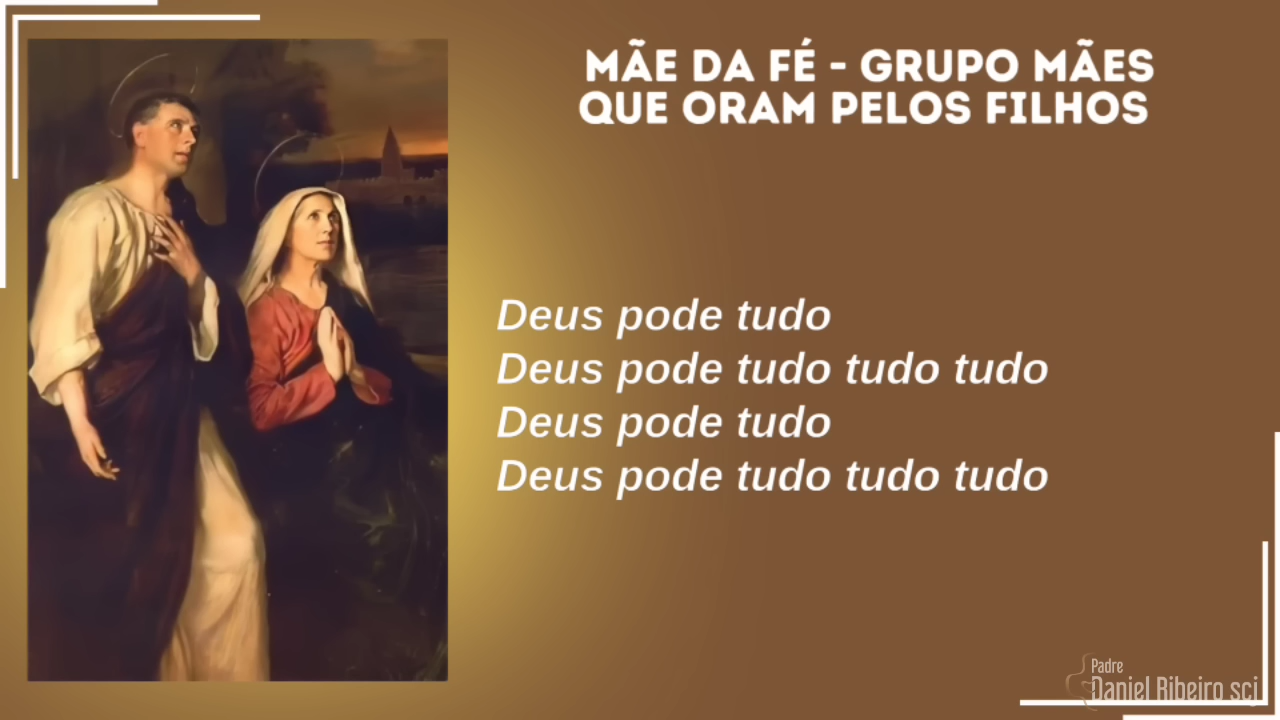 MÃE DA FÉ - GRUPO MÃES
QUE ORAM PELOS FILHOS
Deus pode tudo
Deus pode tudo tudo tudo
Deus pode tudo
Deus pode tudo tudo tudo
Padre
Daniel Ribeiro scj